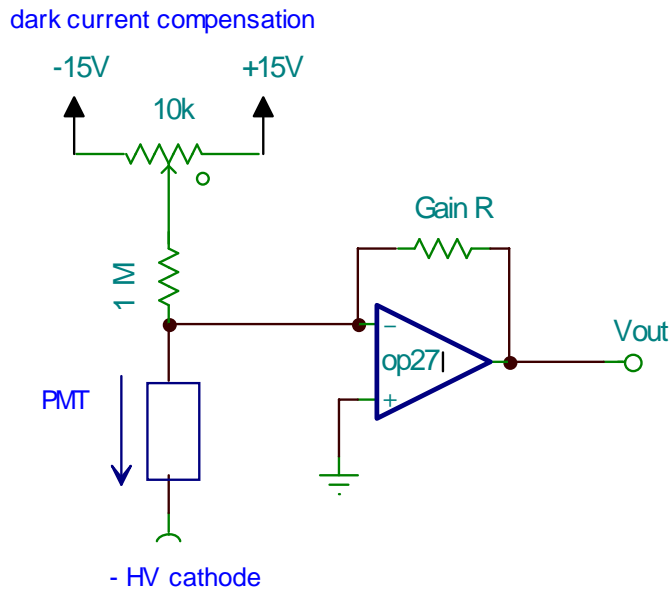 dark current compensation
-15V +15V
10k
Gain R
1 M
Vout
op27
PMT
- HV cathode